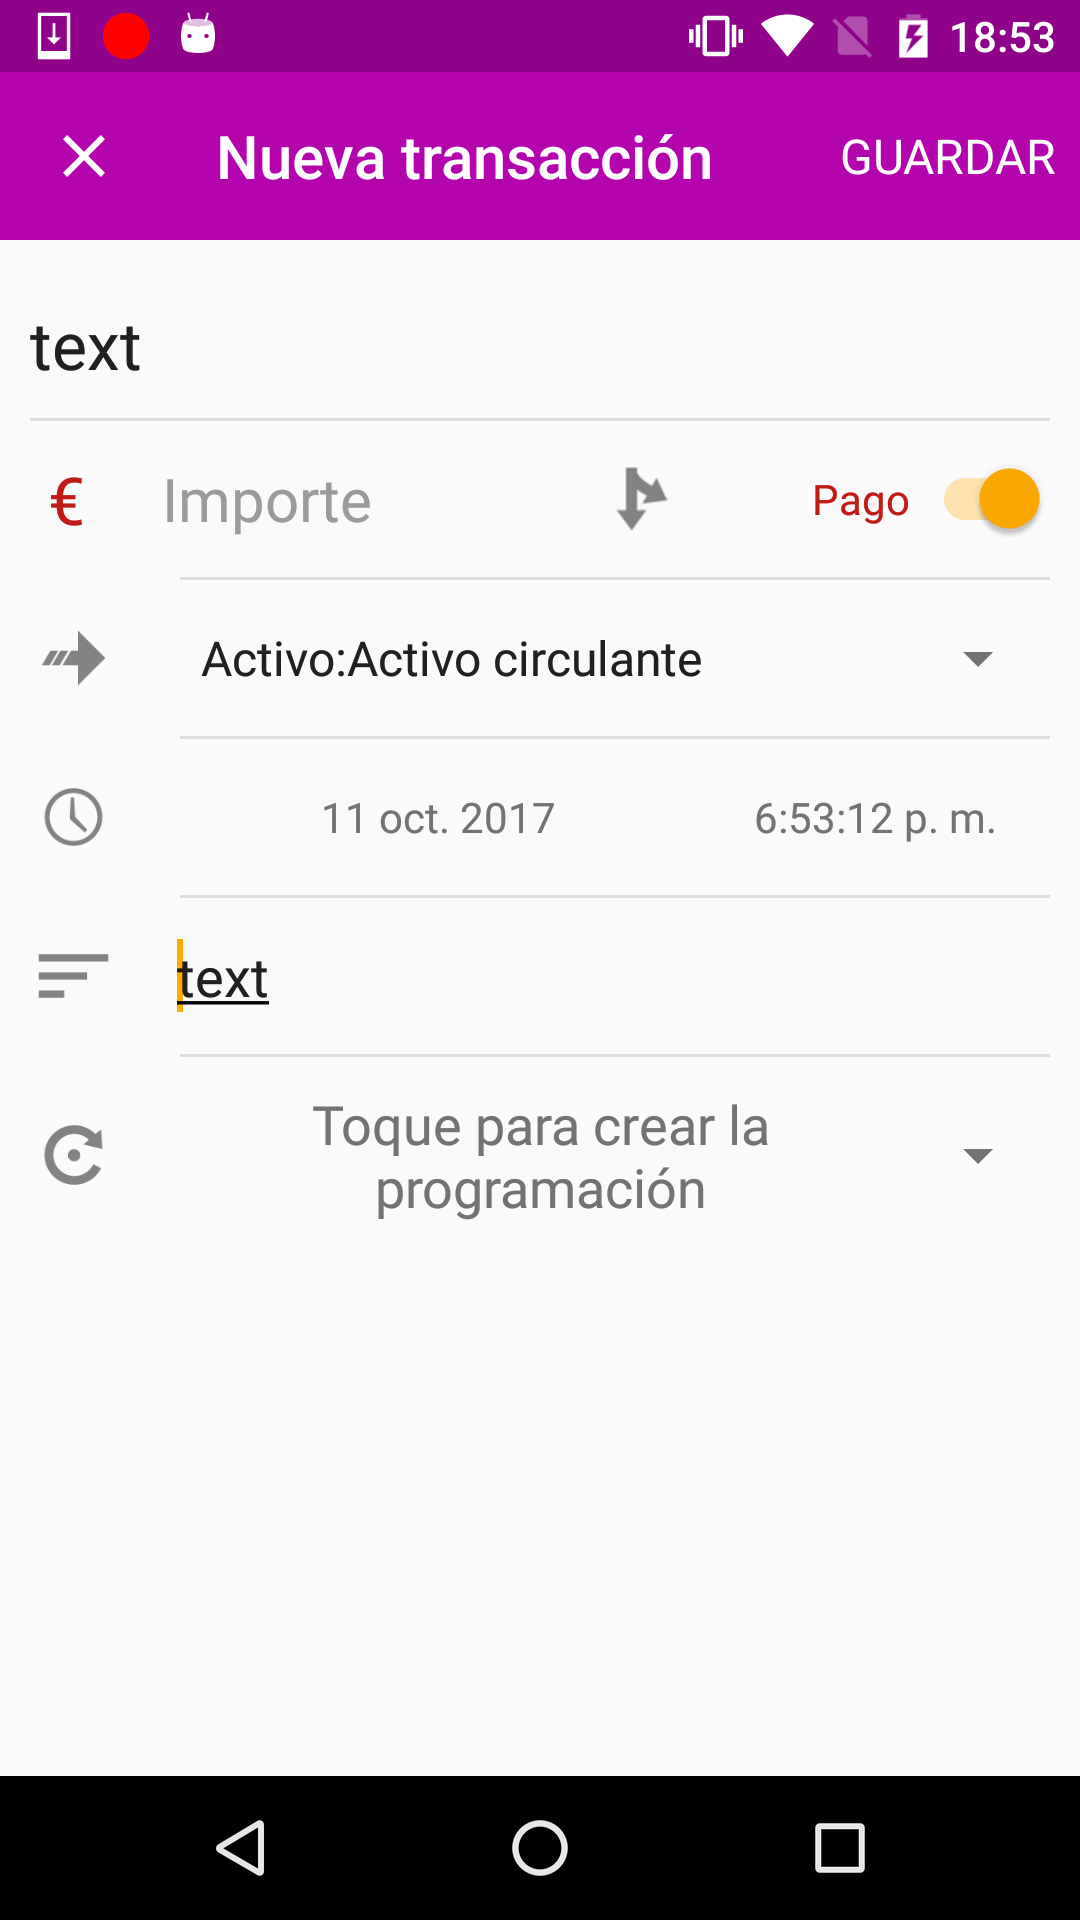 18:53
Nueva transacción GUARDAR
text
€ Importe Pago
Activo:Activo circulante
11 oct. 2017 6:53:12 p. m.
text
Toque para crear la
programación